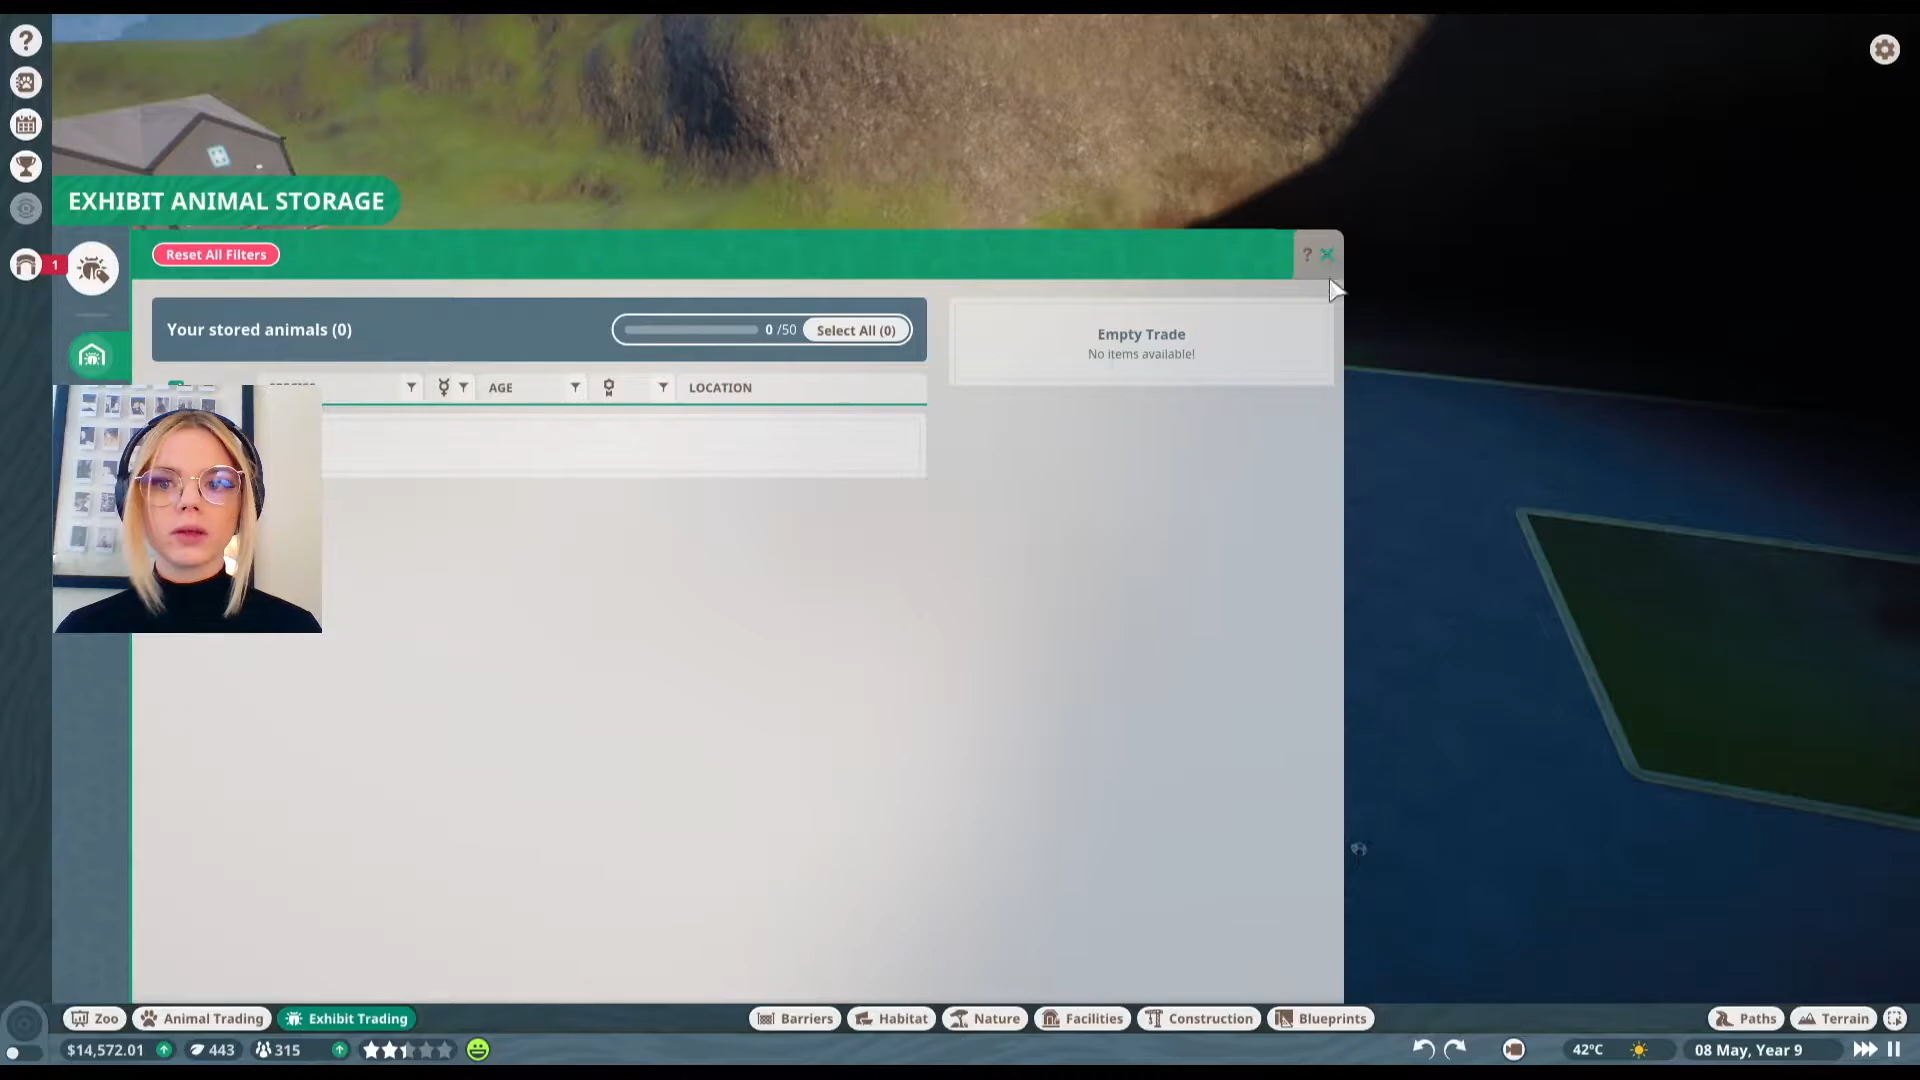 EXHIBIT ANIMAL STORAGE
1
Reset All Filters
?
Your stored animals (0)
0 /50
Select All (0)
Empty Trade
No items available!
AGE
LOCATION
Zoo
Animal Trading
Exhibit Trading
Barriers
Habitat
Nature
Facilities
Construction
Blueprints
Paths
Terrain
$14,572.01
443
315
42°C
08 May, Year 9